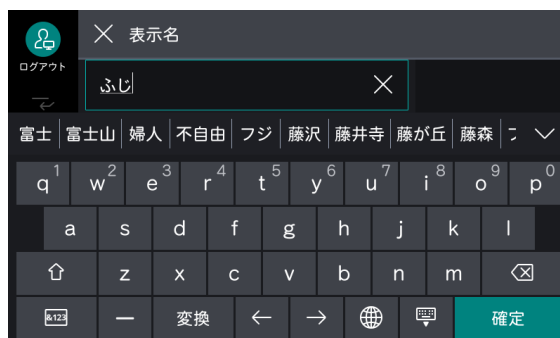 表示名
ログアウト
ふじ
富士 富士山 婦人 不自由 フジ 藤沢 藤井寺 藤が丘 藤森
q 1 w 2 e 3 r 4 t 5 y 6 u 7 i 8 o 9 p 0
a s d f g h j k l
z x c v b n m
&123 ー 変換 ← → 確定